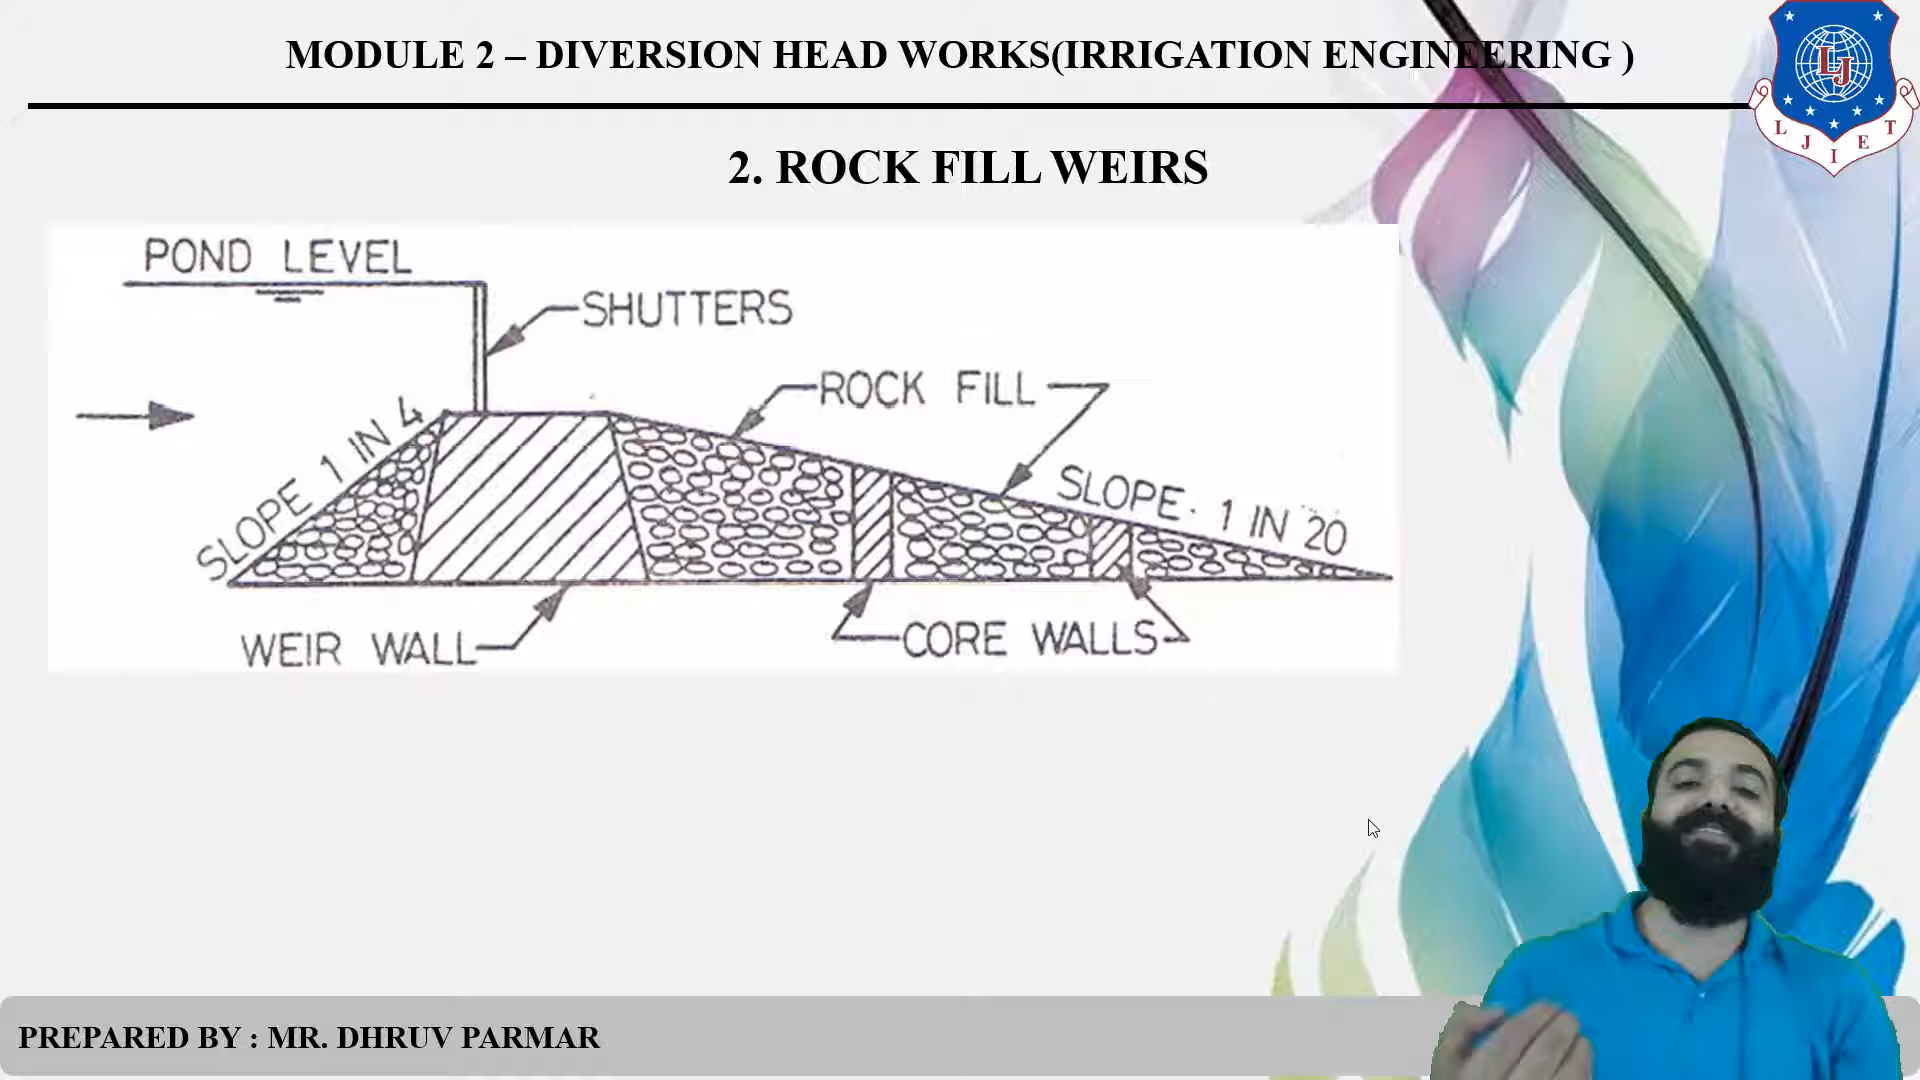 MODULE 2 – DIVERSION HEAD WORKS(IRRIGATION ENGINEERING )
LJ
L J I E T
2. ROCK FILL WEIRS
POND LEVEL
SHUTTERS
ROCK FILL
SLOPE 1 IN 4
SLOPE. 1 IN 20
WEIR WALL
CORE WALLS
PREPARED BY : MR. DHRUV PARMAR